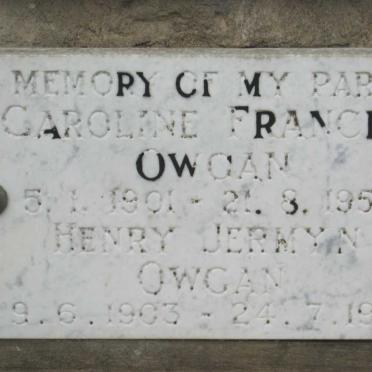 MEMORY OF MY PAR
CAROLINE FRANC
OWGAN
5. 1. 1901 - 21. 8. 195
HENRY JERMYN
OWGAN
9. 6. 1903 - 24. 7. 19